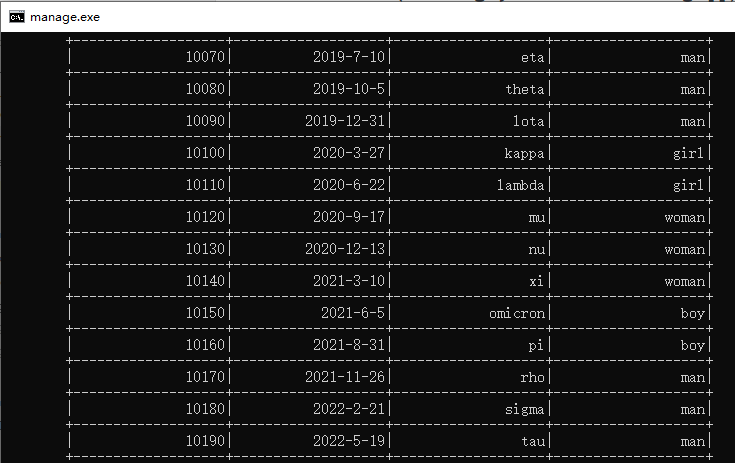 manage.exe
10070 2019-7-10 eta man
10080 2019-10-5 theta man
10090 2019-12-31 lota man
10100 2020-3-27 kappa girl
10110 2020-6-22 lambda girl
10120 2020-9-17 mu woman
10130 2020-12-13 nu woman
10140 2021-3-10 xi woman
10150 2021-6-5 omicron boy
10160 2021-8-31 pi boy
10170 2021-11-26 rho man
10180 2022-2-21 sigma man
10190 2022-5-19 tau man